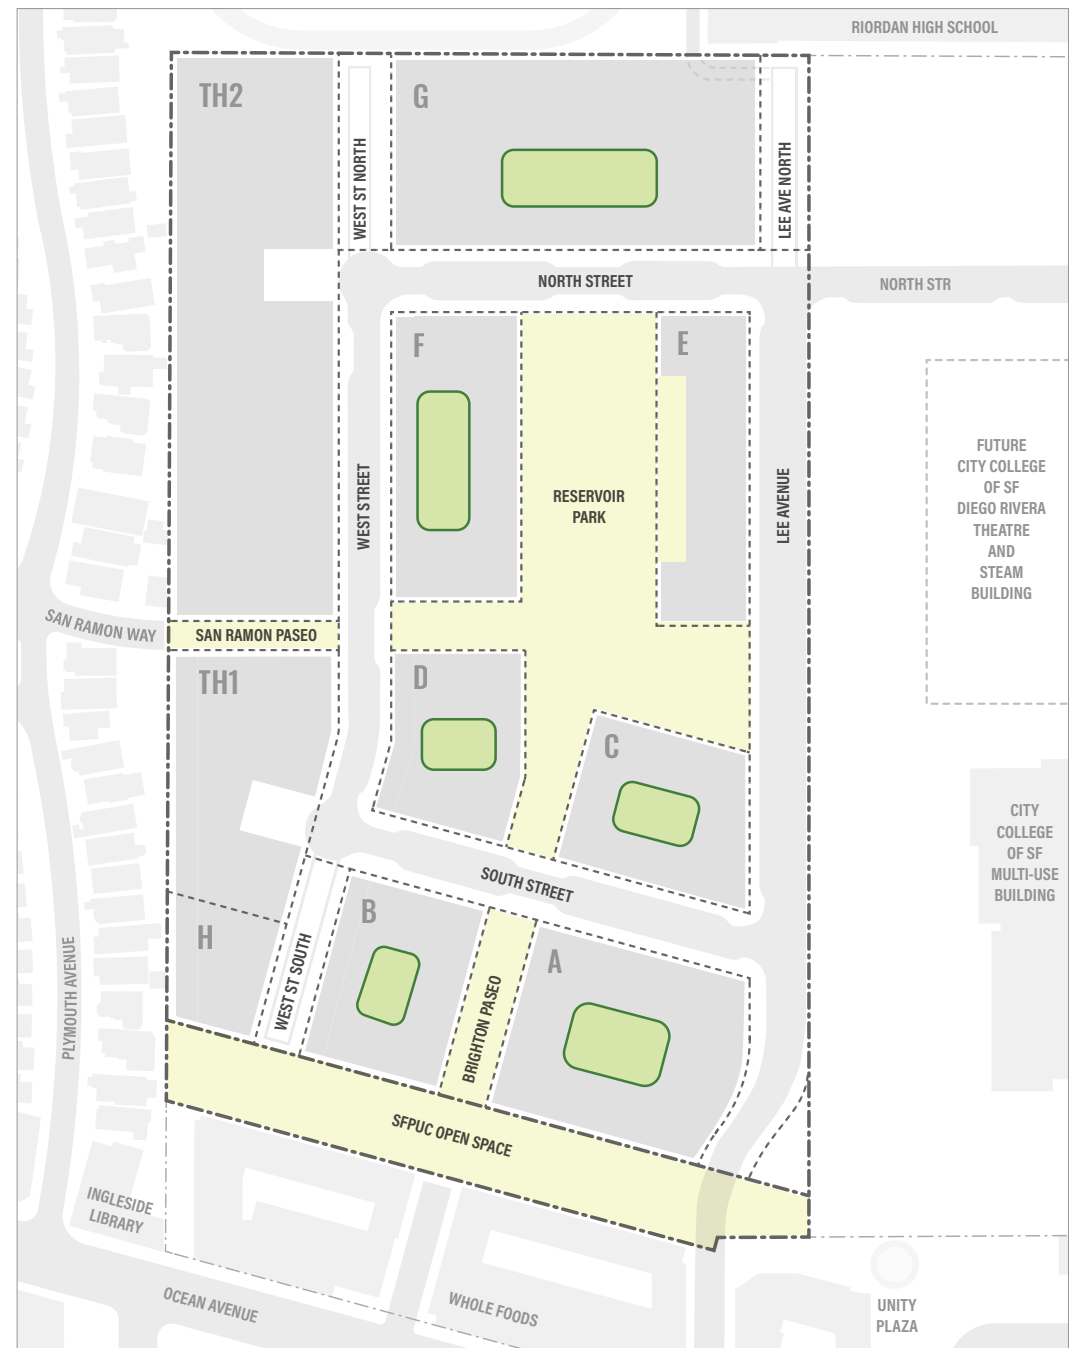 RIORDAN HIGH SCHOOL
TH2
G
WEST ST NORTH
LEE AVE NORTH
NORTH STREET
NORTH STR
F
E
WEST STREET
RESERVOIR
PARK
LEE AVENUE
FUTURE
CITY COLLEGE
OF SF
DIEGO RIVERA
THEATRE
AND
STEAM
BUILDING
SAN RAMON WAY
SAN RAMON PASEO
TH1
D
C
CITY
COLLEGE
OF SF
MULTI-USE
BUILDING
SOUTH STREET
B
H
A
PLYMOUTH AVENUE
WEST ST SOUTH
BRIGHTON PASEO
SFPUC OPEN SPACE
INGLESIDE
LIBRARY
OCEAN AVENUE
WHOLE FOODS
UNITY
PLAZA